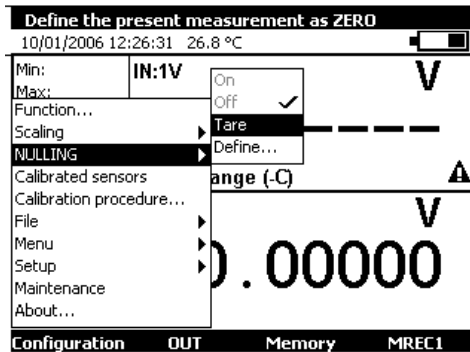 Define the present measurement as ZERO
10/01/2006 12:26:31 26.8 °C
Min: IN:1V V
Max:
On
Off
Tare
Define...
Function...
Scaling
NULLING
Calibrated sensors
ange (-C)
Calibration procedure...
File
Menu
Setup
Maintenance
About...
V
0.00000
Configuration OUT Memory MREC1